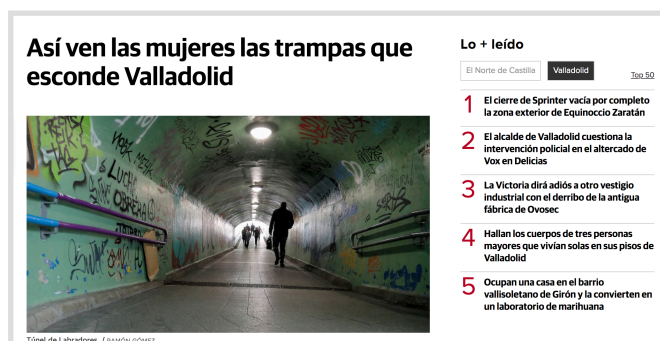 Así ven las mujeres las trampas que
esconde Valladolid
LUCHA
OBRERA
Túnel de Labradores. / RAMÓN GÓMEZ
Lo + leído
El Norte de Castilla
Valladolid
Top 50
1 El cierre de Sprinter vacía por completo
la zona exterior de Equinoccio Zaratán
2 El alcalde de Valladolid cuestiona la
intervención policial en el altercado de
Vox en Delicias
3 La Victoria dirá adiós a otro vestigio
industrial con el derribo de la antigua
fábrica de Ovosec
4 Hallan los cuerpos de tres personas
mayores que vivían solas en sus pisos de
Valladolid
5 Ocupan una casa en el barrio
vallisoletano de Girón y la convierten en
un laboratorio de marihuana